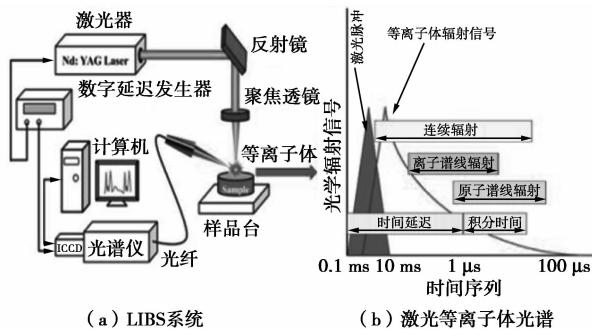 激光器
Nd: YAG Laser
反射镜
数字延迟发生器
聚焦透镜
计算机
等离子体
Sample
样品台
ICCD
光谱仪
光纤
（a）LIBS系统
光学辐射信号
激光脉冲
等离子体辐射信号
连续辐射
离子谱线辐射
原子谱线辐射
时间延迟
积分时间
0.1 ms 10 ms 1 μs 100 μs
时间序列
（b）激光等离子体光谱